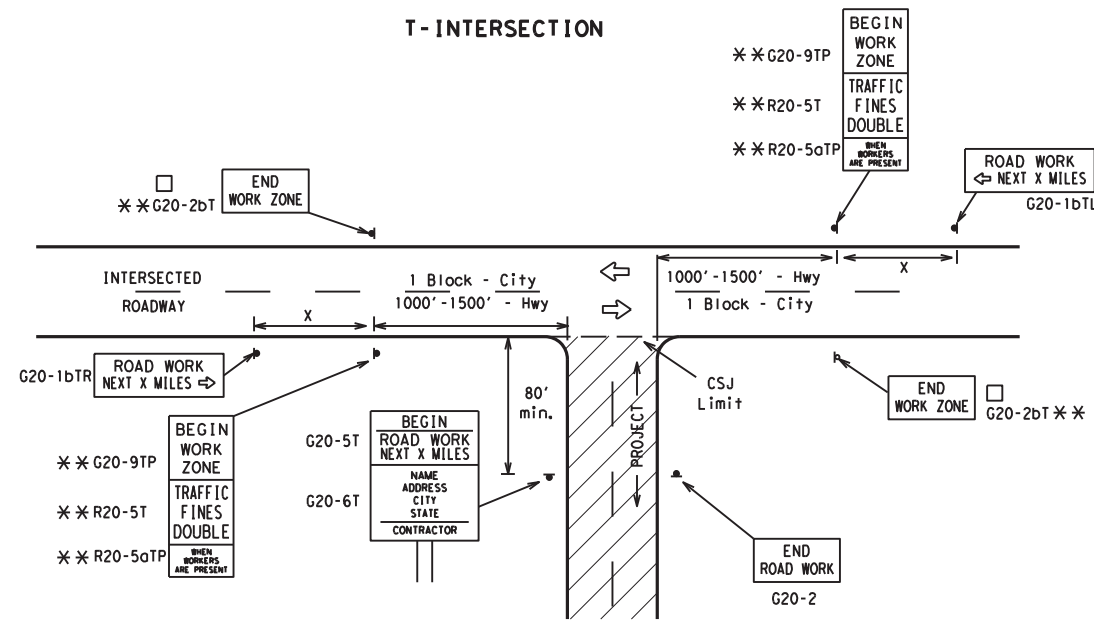 T-INTERSECTION
**G20-9TP
BEGIN
WORK
ZONE
**R20-5T
TRAFFIC
FINES
DOUBLE
**R20-5aTP
WHEN
WORKERS
ARE PRESENT
ROAD WORK
⇦ NEXT X MILES
G20-1bTL
□
**G20-2bT
END
WORK ZONE
INTERSECTED
ROADWAY
X
1 Block - City
1000'-1500' - Hwy
1000'-1500' - Hwy
1 Block - City
X
G20-1bTR
ROAD WORK
NEXT X MILES ⇨
80'
min.
PROJECT
CSJ
Limit
END
WORK ZONE
□
G20-2bT**
**G20-9TP
BEGIN
WORK
ZONE
**R20-5T
TRAFFIC
FINES
DOUBLE
**R20-5aTP
WHEN
WORKERS
ARE PRESENT
G20-5T
BEGIN
ROAD WORK
NEXT X MILES
G20-6T
NAME
ADDRESS
CITY
STATE
CONTRACTOR
END
ROAD WORK
G20-2